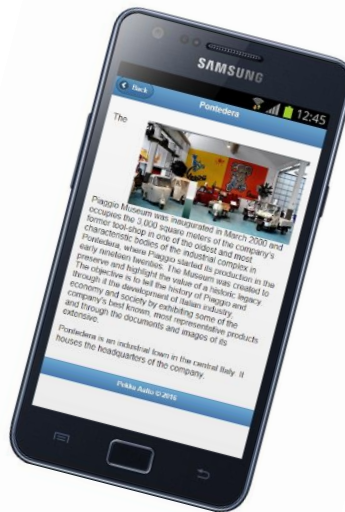 SAMSUNG
12:45
Back
Pontedera
The
Piaggio Museum was inaugurated in March 2000 and
occupies the 3,000 square meters of the company's
former tool-shop in one of the oldest and most
characteristic bodies of the industrial complex in
Pontedera, where Piaggio started its production in the
early nineteen twenties. The Museum was created to
preserve and highlight the value of a historic legacy.
The objective is to tell the history of Piaggio and
through it the development of Italian industry,
economy and society by exhibiting some of the
company's best known, most representative products
and through the documents and images of its
extensive.
Pontedera is an industrial town in the central Italy. It
houses the headquarters of the company.
Pekka Aalto © 2016